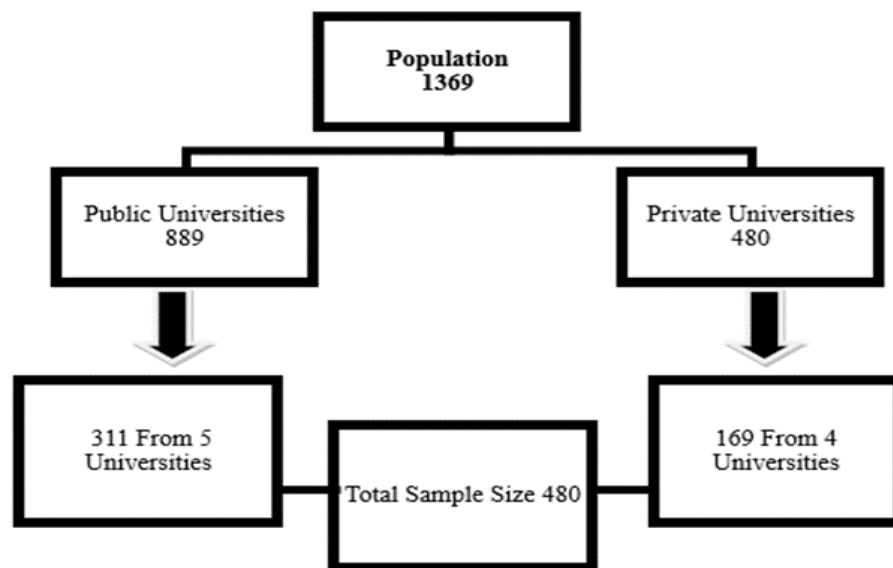 Population
1369
Public Universities
889
Private Universities
480
311 From 5
Universities
169 From 4
Universities
Total Sample Size 480